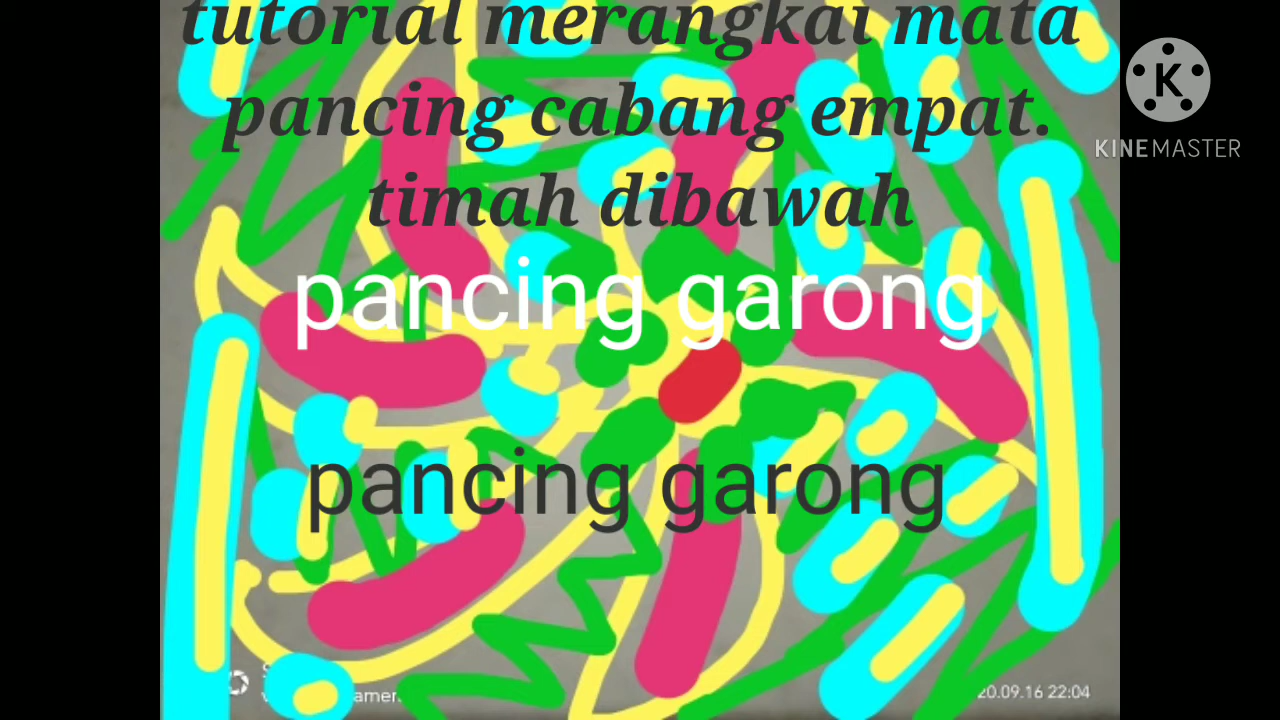 tutorial merangkai mata
pancing cabang empat.
timah dibawah
pancing garong
pancing garong
KINEMASTER
20.09.16 22:04